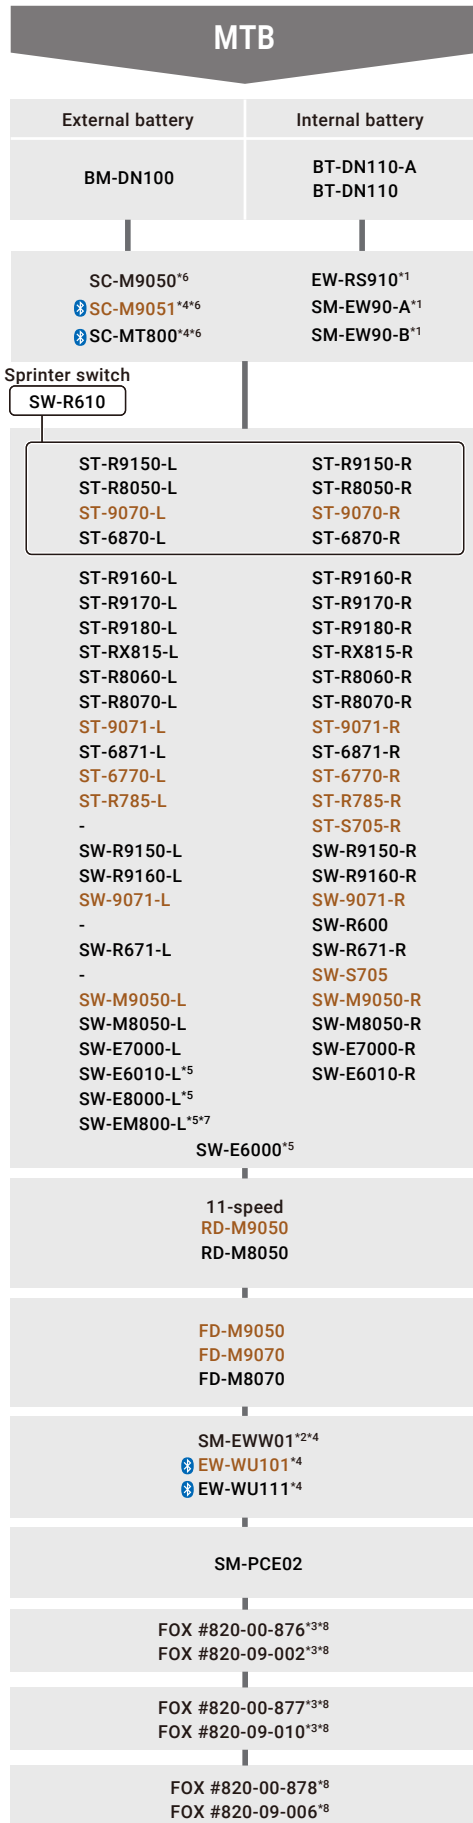 MTB
External battery
Internal battery
BM-DN100
BT-DN110-A
BT-DN110
SC-M9050*6
SC-M9051*4*6
SC-MT800*4*6
EW-RS910*1
SM-EW90-A*1
SM-EW90-B*1
Sprinter switch
SW-R610
ST-R9150-L ST-R9150-R
ST-R8050-L ST-R8050-R
ST-9070-L ST-9070-R
ST-6870-L ST-6870-R
ST-R9160-L ST-R9160-R
ST-R9170-L ST-R9170-R
ST-R9180-L ST-R9180-R
ST-RX815-L ST-RX815-R
ST-R8060-L ST-R8060-R
ST-R8070-L ST-R8070-R
ST-9071-L ST-9071-R
ST-6871-L ST-6871-R
ST-6770-L ST-6770-R
ST-R785-L ST-R785-R
- ST-S705-R
SW-R9150-L SW-R9150-R
SW-R9160-L SW-R9160-R
SW-9071-L SW-9071-R
- SW-R600
SW-R671-L SW-R671-R
- SW-S705
SW-M9050-L SW-M9050-R
SW-M8050-L SW-M8050-R
SW-E7000-L SW-E7000-R
SW-E6010-L*5 SW-E6010-R
SW-E8000-L*5
SW-EM800-L*5*7
SW-E6000*5
11-speed
RD-M9050
RD-M8050
FD-M9050
FD-M9070
FD-M8070
SM-EWW01*2*4
EW-WU101*4
EW-WU111*4
SM-PCE02
FOX #820-00-876*3*8
FOX #820-09-002*3*8
FOX #820-00-877*3*8
FOX #820-09-010*3*8
FOX #820-00-878*8
FOX #820-09-006*8